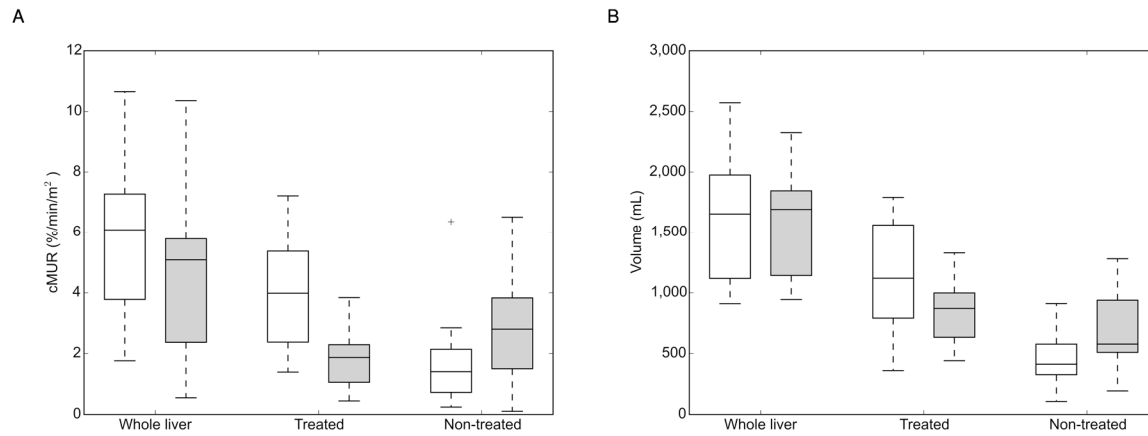 A
12
10
8
6
4
2
0
cMUR (%/min/m²)
Whole liver Treated Non-treated
B
3,000
2,500
2,000
1,500
1,000
500
0
Volume (mL)
Whole liver Treated Non-treated